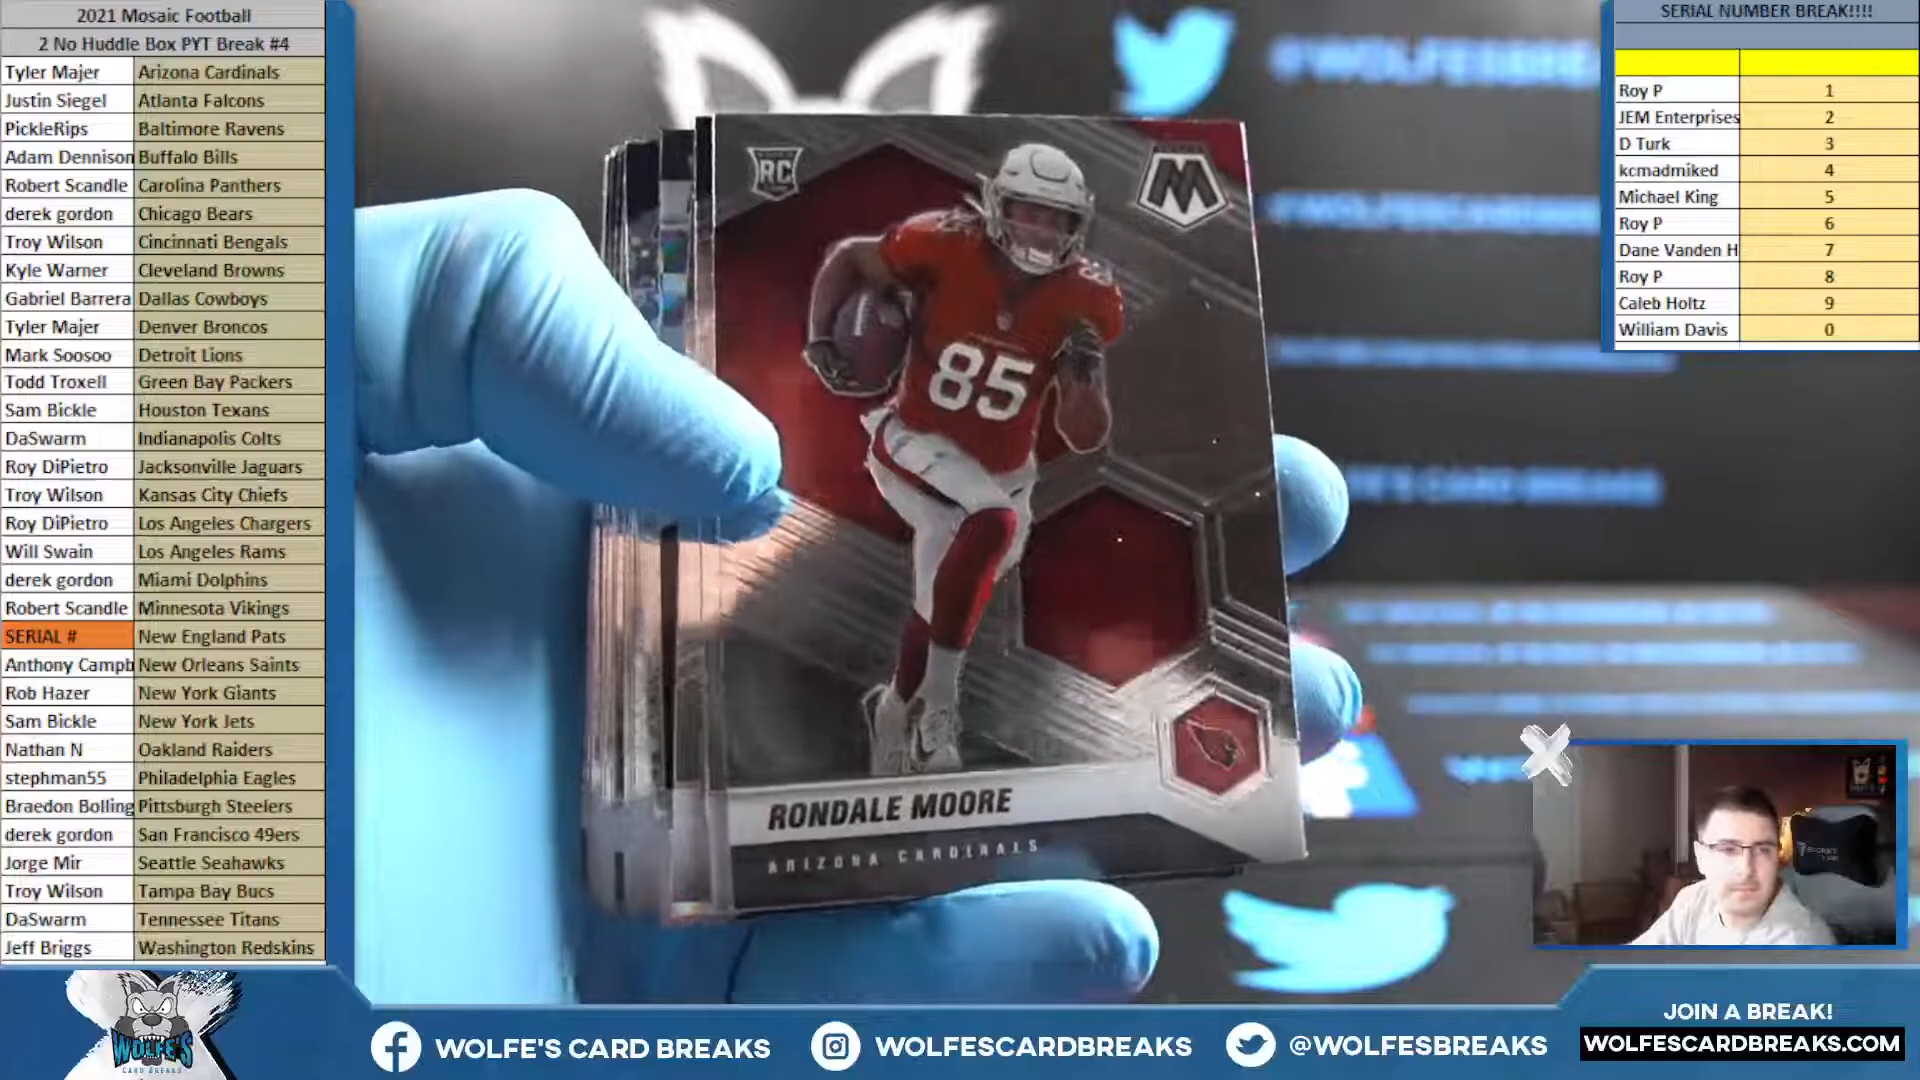 2021 Mosaic Football
2 No Huddle Box PYT Break #4
Tyler Majer Arizona Cardinals
Justin Siegel Atlanta Falcons
PickleRips Baltimore Ravens
Adam Dennison Buffalo Bills
Robert Scandle Carolina Panthers
derek gordon Chicago Bears
Troy Wilson Cincinnati Bengals
Kyle Warner Cleveland Browns
Gabriel Barrera Dallas Cowboys
Tyler Majer Denver Broncos
Mark Soosoo Detroit Lions
Todd Troxell Green Bay Packers
Sam Bickle Houston Texans
DaSwarm Indianapolis Colts
Roy DiPietro Jacksonville Jaguars
Troy Wilson Kansas City Chiefs
Roy DiPietro Los Angeles Chargers
Will Swain Los Angeles Rams
derek gordon Miami Dolphins
Robert Scandle Minnesota Vikings
SERIAL # New England Pats
Anthony Campb New Orleans Saints
Rob Hazer New York Giants
Sam Bickle New York Jets
Nathan N Oakland Raiders
stephman55 Philadelphia Eagles
Braedon Bolling Pittsburgh Steelers
derek gordon San Francisco 49ers
Jorge Mir Seattle Seahawks
Troy Wilson Tampa Bay Bucs
DaSwarm Tennessee Titans
Jeff Briggs Washington Redskins
RC
M
85
RONDALE MOORE
ARIZONA CARDINALS
SERIAL NUMBER BREAK!!!!
Roy P 1
JEM Enterprises 2
D Turk 3
kcmadmiked 4
Michael King 5
Roy P 6
Dane Vanden H 7
Roy P 8
Caleb Holtz 9
William Davis 0
WOLFE'S
CARD BREAKS
WOLFE'S CARD BREAKS
WOLFESCARDBREAKS
@WOLFESBREAKS
JOIN A BREAK!
WOLFESCARDBREAKS.COM